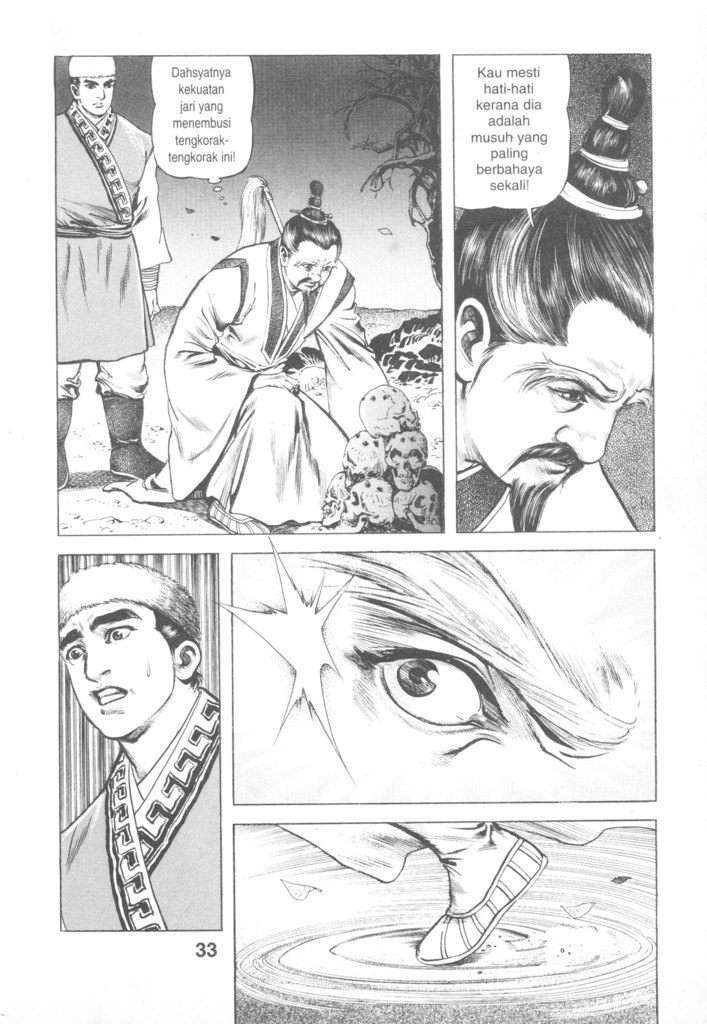 Dahsyatnya
kekuatan
jari yang
menembusi
tengkorak-
tengkorak ini!
Kau mesti
hati-hati
kerana dia
adalah
musuh yang
paling
berbahaya
sekali!
33